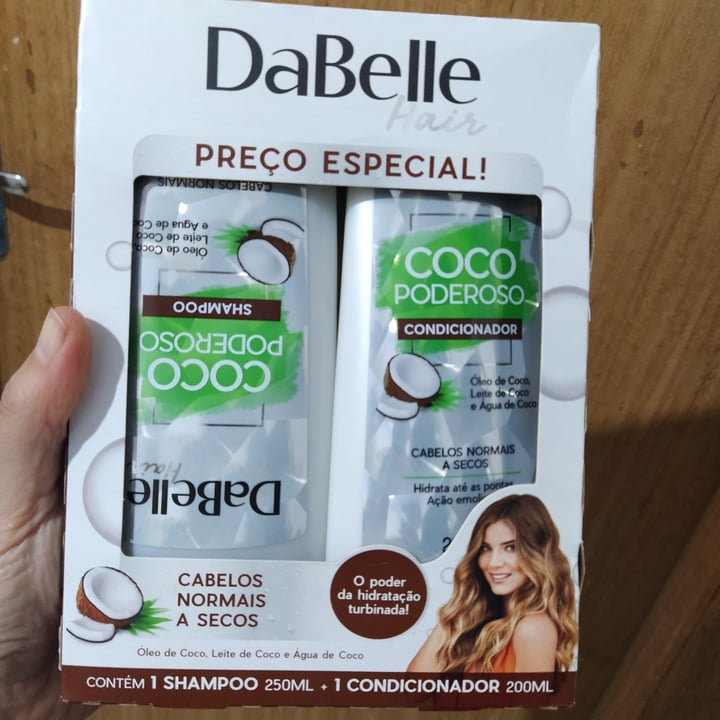 DaBelle
Hair
PREÇO ESPECIAL!
CABELOS NORMAIS
Óleo de Coco,
Leite de Coco
e Água de Coco
SHAMPOO
COCO
PODEROSO
DaBelle
Hair
COCO
PODEROSO
CONDICIONADOR
Óleo de Coco,
Leite de Coco
e Água de Coco
CABELOS NORMAIS
A SECOS
Hidrata até as pontas
Ação
CABELOS
NORMAIS
A SECOS
O poder
da hidratação
turbinada!
Óleo de Coco, Leite de Coco e Água de Coco
CONTÉM 1 SHAMPOO 250ML + 1 CONDICIONADOR 200ML